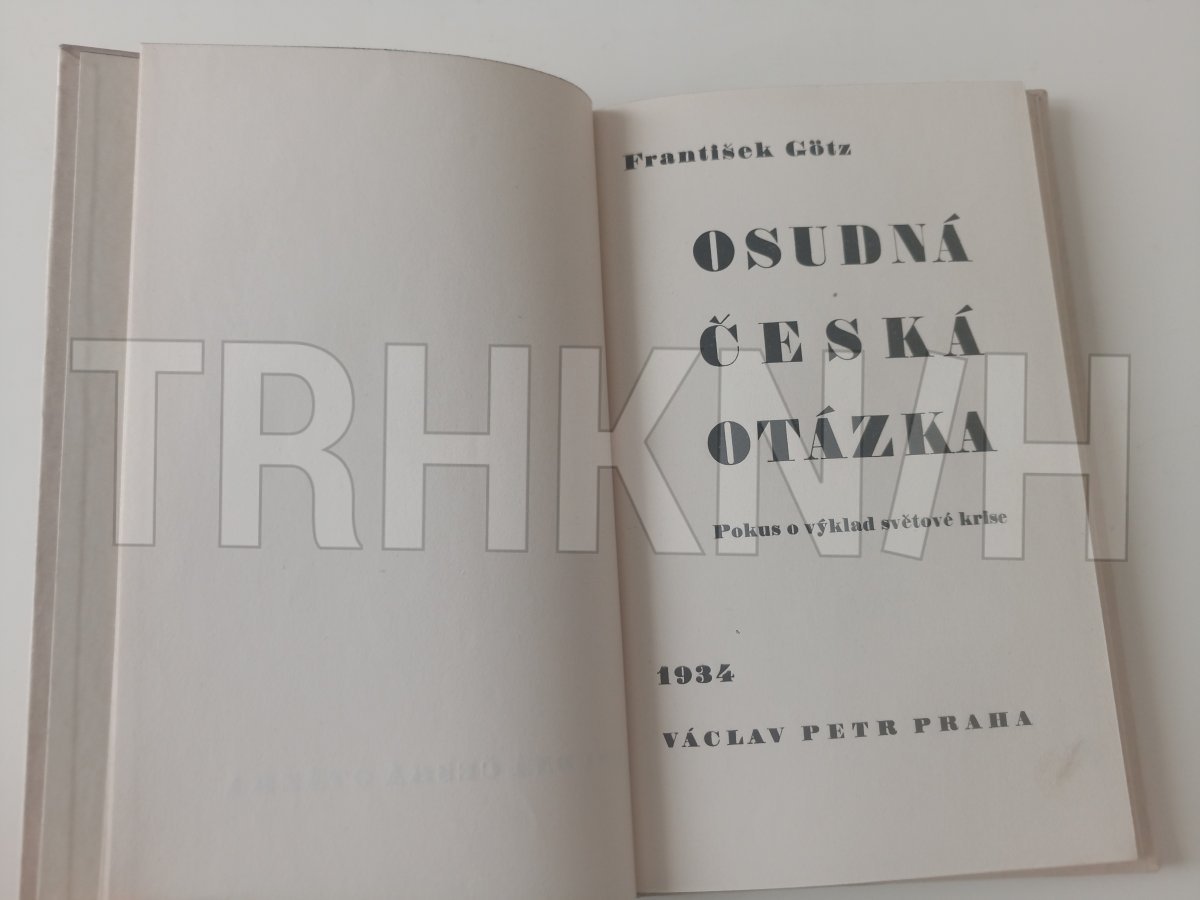 František Götz
OSUDNÁ
ČESKÁ
OTÁZKA
Pokus o výklad světové krise
1934
VÁCLAV PETR PRAHA
TRHKNIH